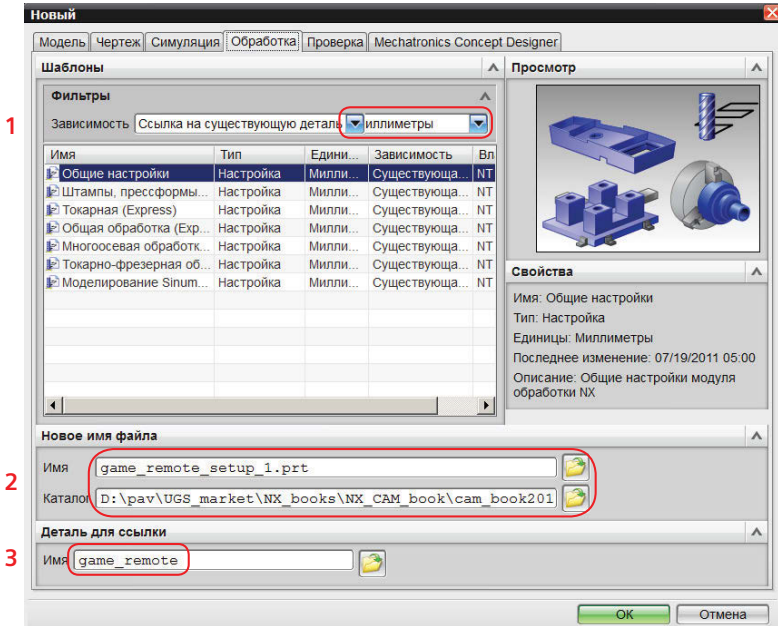 Новый
Модель Чертеж Симуляция Обработка Проверка Mechatronics Concept Designer
Шаблоны
Фильтры
1
Зависимость Ссылка на существующую деталь иллиметры
Имя Тип Едини... Зависимость Вл
Общие настройки Настройка Милли... Существующа... NT
Штампы, прессформы... Настройка Милли... Существующа... NT
Токарная (Express) Настройка Милли... Существующа... NT
Общая обработка (Exp... Настройка Милли... Существующа... NT
Многоосевая обработк... Настройка Милли... Существующа... NT
Токарно-фрезерная об... Настройка Милли... Существующа... NT
Моделирование Sinum... Настройка Милли... Существующа... NT
Просмотр
Свойства
Имя: Общие настройки
Тип: Настройка
Единицы: Миллиметры
Последнее изменение: 07/19/2011 05:00
Описание: Общие настройки модуля
обработки NX
Новое имя файла
2
Имя game_remote_setup_1.prt
Каталог D:\pav\UGS_market\NX_books\NX_CAM_book\cam_book201
Деталь для ссылки
3
Имя game_remote
OK Отмена